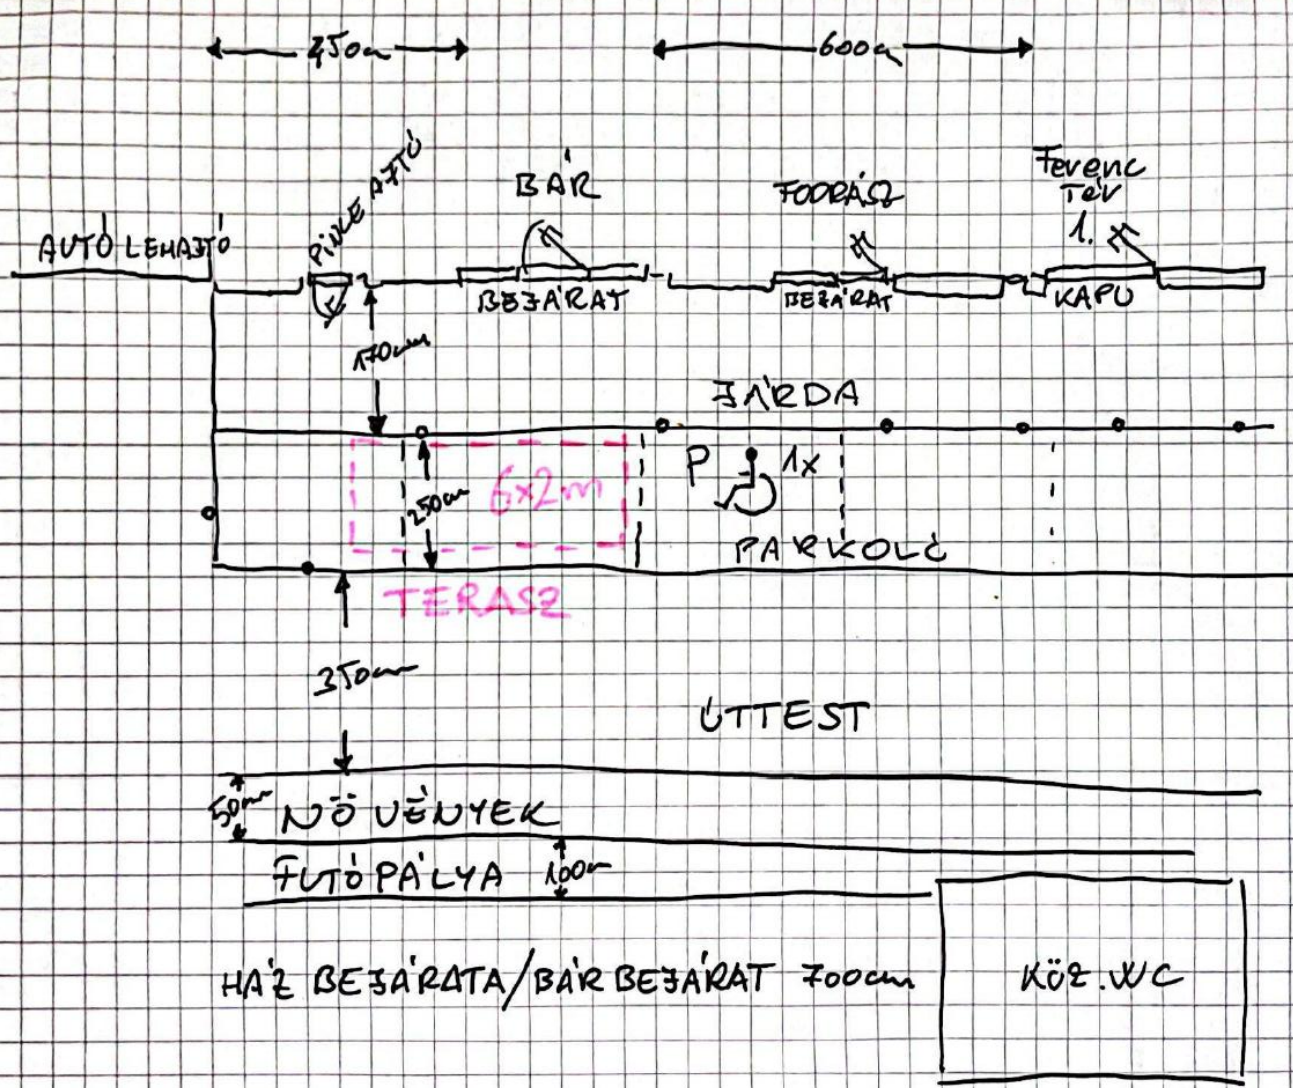 450cm
600cm
PINCE AJTÓ
BÁR
FODRÁSZ
Ferenc
Tér
1.
AUTÓ LEHAJTÓ
BEJÁRAT
BEJÁRAT
KAPU
170cm
JÁRDA
P
1x
250cm
6x2m
PARKOLÓ
TERASZ
350cm
ÚTTEST
50cm
NÖVÉNYEK
FUTÓPÁLYA
100cm
HÁZ BEJÁRATA/BÁR BEJÁRAT 700cm
KÖZ.WC